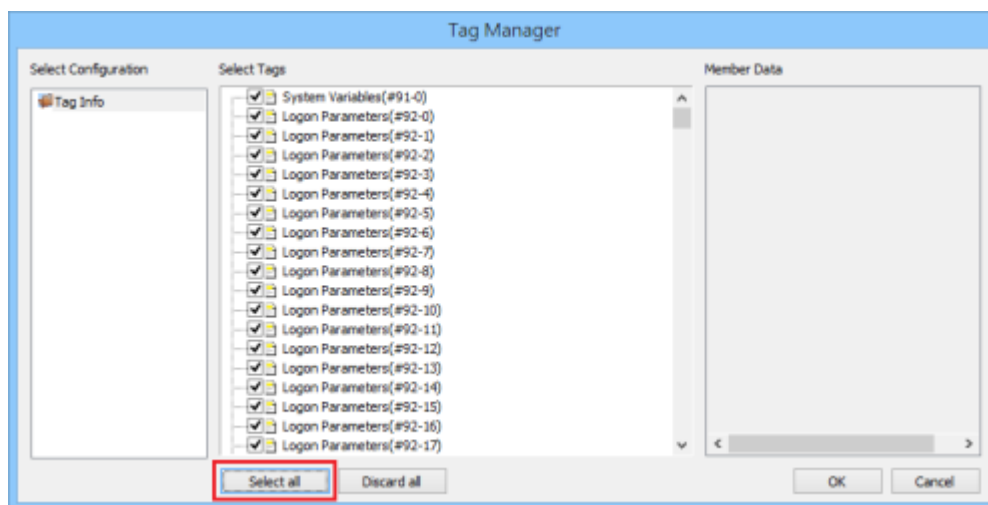 Tag Manager
Select Configuration
Select Tags
Member Data
Tag Info
System Variables(#91-0)
Logon Parameters(#92-0)
Logon Parameters(#92-1)
Logon Parameters(#92-2)
Logon Parameters(#92-3)
Logon Parameters(#92-4)
Logon Parameters(#92-5)
Logon Parameters(#92-6)
Logon Parameters(#92-7)
Logon Parameters(#92-8)
Logon Parameters(#92-9)
Logon Parameters(#92-10)
Logon Parameters(#92-11)
Logon Parameters(#92-12)
Logon Parameters(#92-13)
Logon Parameters(#92-14)
Logon Parameters(#92-15)
Logon Parameters(#92-16)
Logon Parameters(#92-17)
Select all
Discard all
OK
Cancel